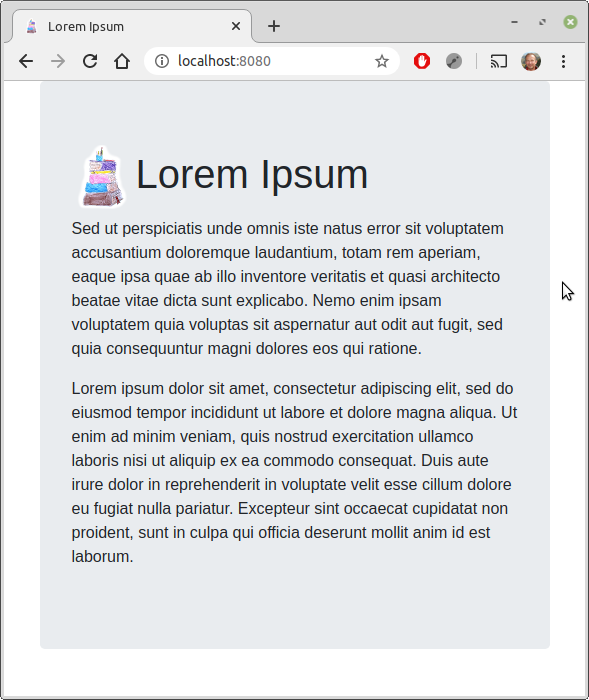 Lorem Ipsum
localhost:8080
Lorem Ipsum
Sed ut perspiciatis unde omnis iste natus error sit voluptatem
accusantium doloremque laudantium, totam rem aperiam,
eaque ipsa quae ab illo inventore veritatis et quasi architecto
beatae vitae dicta sunt explicabo. Nemo enim ipsam
voluptatem quia voluptas sit aspernatur aut odit aut fugit, sed
quia consequuntur magni dolores eos qui ratione.
Lorem ipsum dolor sit amet, consectetur adipiscing elit, sed do
eiusmod tempor incididunt ut labore et dolore magna aliqua. Ut
enim ad minim veniam, quis nostrud exercitation ullamco
laboris nisi ut aliquip ex ea commodo consequat. Duis aute
irure dolor in reprehenderit in voluptate velit esse cillum dolore
eu fugiat nulla pariatur. Excepteur sint occaecat cupidatat non
proident, sunt in culpa qui officia deserunt mollit anim id est
laborum.